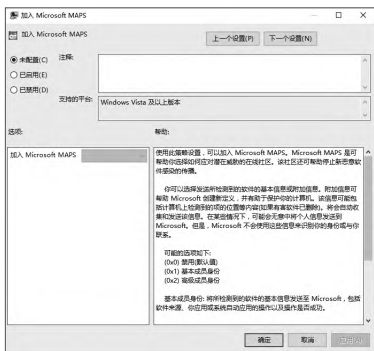 加入 Microsoft MAPS
加入 Microsoft MAPS
上一个设置(P) 下一个设置(N)
未配置(C) 注释:
已启用(E)
已禁用(D)
支持的平台: Windows Vista 及以上版本
选项: 帮助:
加入 Microsoft MAPS
使用此策略设置，可以加入 Microsoft MAPS。Microsoft MAPS 是可
帮助你选择如何应对潜在威胁的在线社区。该社区还可帮助停止新恶意软
件感染的传播。
你可以选择发送所检测到的软件的基本信息或附加信息。附加信息可
帮助 Microsoft 创建新定义，并有助于保护你的计算机。该信息可能包
括计算机上检测到的项的位置等内容(如果有害软件已删除)。将会自动收
集和发送该信息。在某些情况下，可能会无意中将个人信息发送到
Microsoft。但是，Microsoft 不会使用这些信息来识别你的身份或与你
联系。
可能的选项如下:
(0x0) 禁用(默认值)
(0x1) 基本成员身份
(0x2) 高级成员身份
基本成员身份: 将所检测到的软件的基本信息发送至 Microsoft，包括
软件来源、你应用或系统自动应用的操作以及操作是否成功。
确定 取消 应用(A)